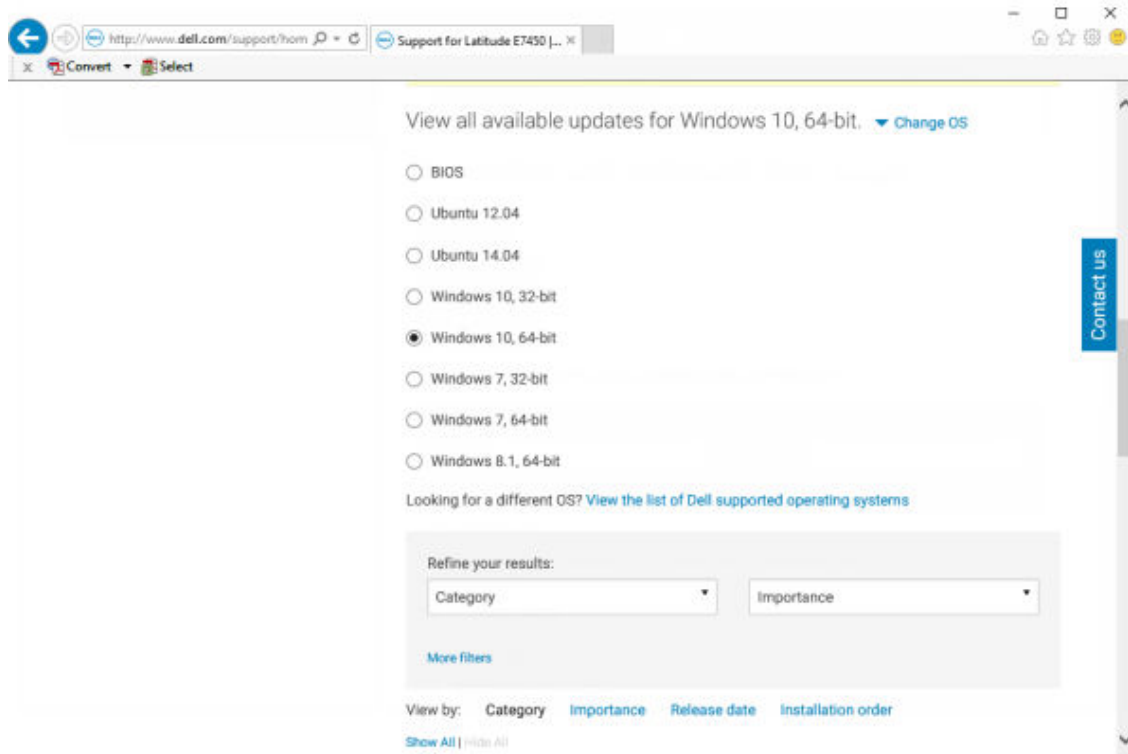 http://www.dell.com/support/hom
Support for Latitude E7450 |...
x Convert Select
View all available updates for Windows 10, 64-bit. Change OS
BIOS
Ubuntu 12.04
Ubuntu 14.04
Windows 10, 32-bit
Windows 10, 64-bit
Windows 7, 32-bit
Windows 7, 64-bit
Windows 8.1, 64-bit
Contact us
Looking for a different OS? View the list of Dell supported operating systems
Refine your results:
Category Importance
More filters
View by: Category Importance Release date Installation order
Show All | Hide All